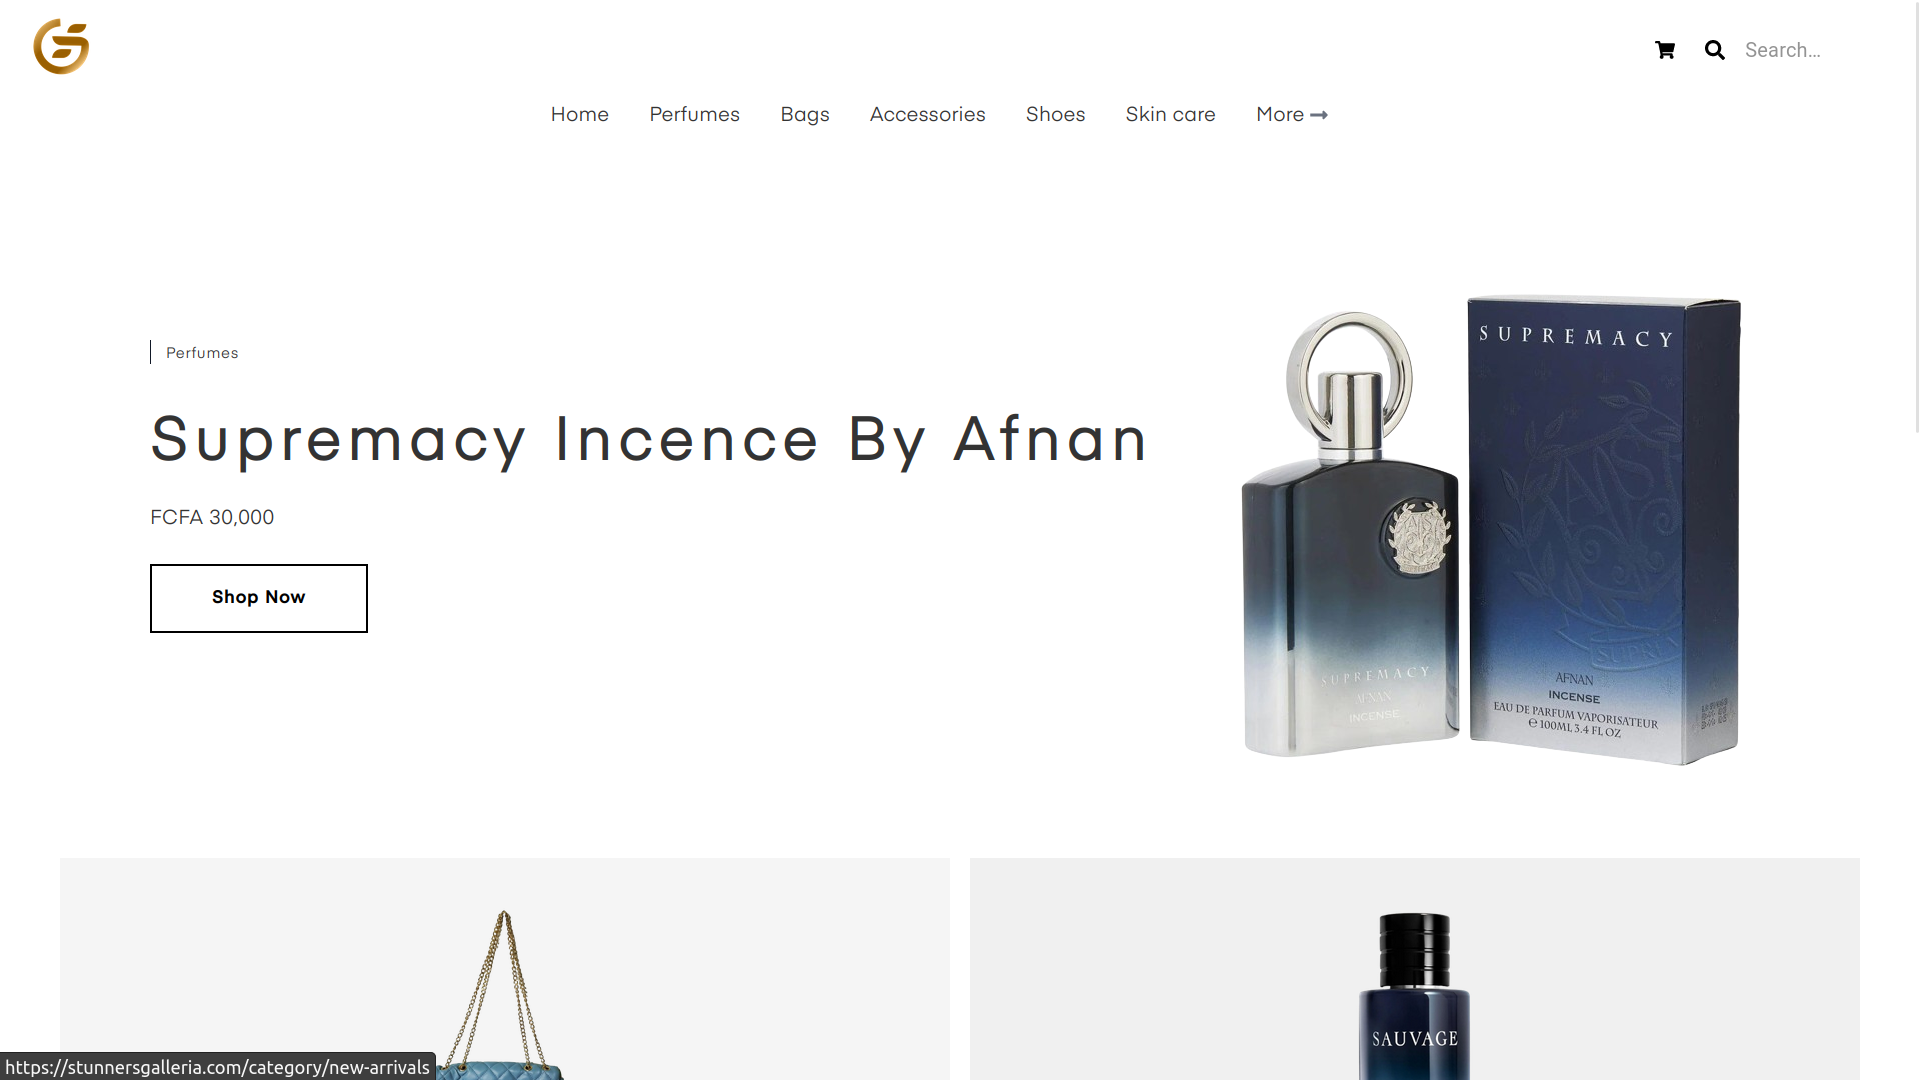 Search...
Home Perfumes Bags Accessories Shoes Skin care More
Perfumes
Supremacy Incence By Afnan
FCFA 30,000
Shop Now
SUPREMACY
AFNAN
INCENSE
SUPREMACY
SUPRE
AFNAN
INCENSE
EAU DE PARFUM VAPORISATEUR
℮ 100ML 3.4 FL OZ
SAUVAGE
https://stunnersgalleria.com/category/new-arrivals